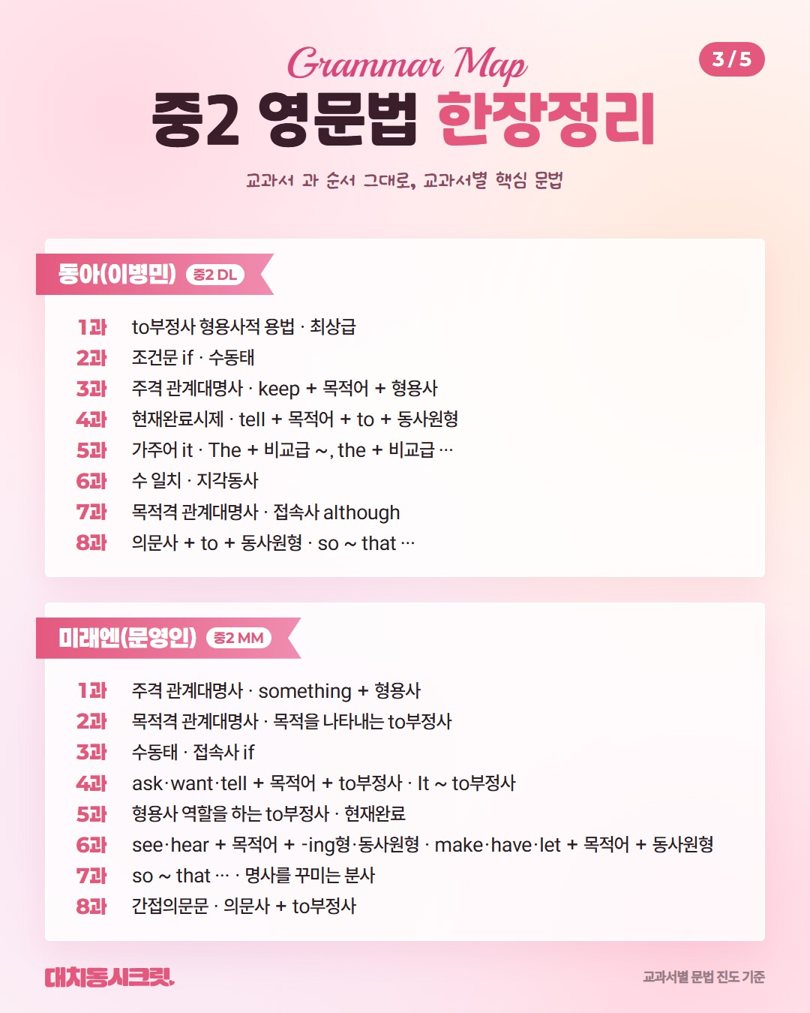 Grammar Map
3/5
중2 영문법 한장정리
교과서 과 순서 그대로, 교과서별 핵심 문법
동아(이병민) 중2 DL
1과 to부정사 형용사적 용법 · 최상급
2과 조건문 if · 수동태
3과 주격 관계대명사 · keep + 목적어 + 형용사
4과 현재완료시제 · tell + 목적어 + to + 동사원형
5과 가주어 it · The + 비교급 ~, the + 비교급 ···
6과 수 일치 · 지각동사
7과 목적격 관계대명사 · 접속사 although
8과 의문사 + to + 동사원형 · so ~ that ···
미래엔(문영인) 중2 MM
1과 주격 관계대명사 · something + 형용사
2과 목적격 관계대명사 · 목적을 나타내는 to부정사
3과 수동태 · 접속사 if
4과 ask·want·tell + 목적어 + to부정사 · It ~ to부정사
5과 형용사 역할을 하는 to부정사 · 현재완료
6과 see·hear + 목적어 + -ing형·동사원형 · make·have·let + 목적어 + 동사원형
7과 so ~ that ··· · 명사를 꾸미는 분사
8과 간접의문문 · 의문사 + to부정사
대치동시크릿.
교과서별 문법 진도 기준